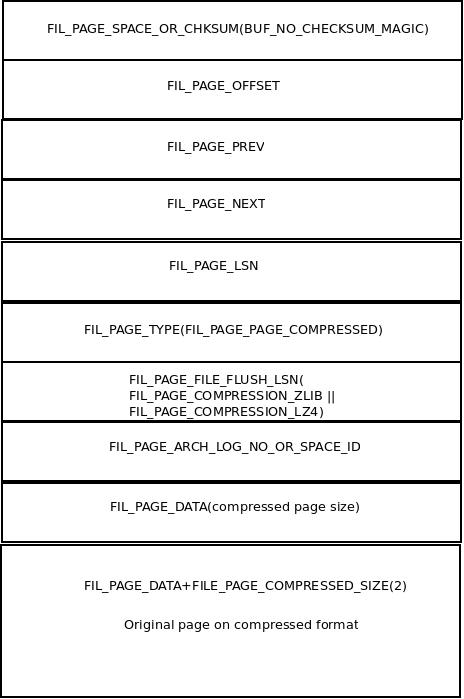 FIL_PAGE_SPACE_OR_CHKSUM(BUF_NO_CHECKSUM_MAGIC)
FIL_PAGE_OFFSET
FIL_PAGE_PREV
FIL_PAGE_NEXT
FIL_PAGE_LSN
FIL_PAGE_TYPE(FIL_PAGE_PAGE_COMPRESSED)
FIL_PAGE_FILE_FLUSH_LSN(
FIL_PAGE_COMPRESSION_ZLIB ||
FIL_PAGE_COMPRESSION_LZ4)
FIL_PAGE_ARCH_LOG_NO_OR_SPACE_ID
FIL_PAGE_DATA(compressed page size)
FIL_PAGE_DATA+FILE_PAGE_COMPRESSED_SIZE(2)
Original page on compressed format